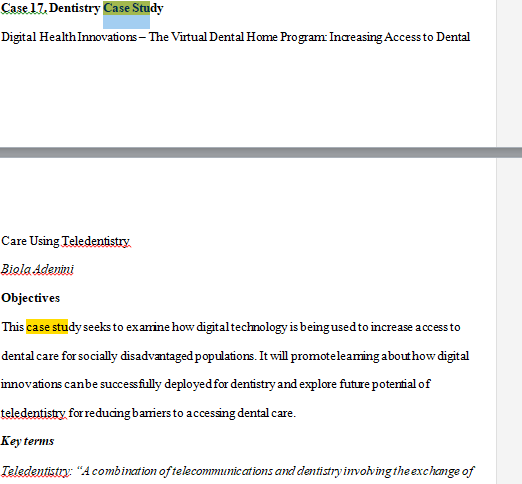 Case 17. Dentistry Case Study
Digital Health Innovations – The Virtual Dental Home Program: Increasing Access to Dental
Care Using Teledentistry
Biola Adenini
Objectives
This case study seeks to examine how digital technology is being used to increase access to
dental care for socially disadvantaged populations. It will promote learning about how digital
innovations can be successfully deployed for dentistry and explore future potential of
teledentistry for reducing barriers to accessing dental care.
Key terms
Teledentistry: “A combination of telecommunications and dentistry involving the exchange of